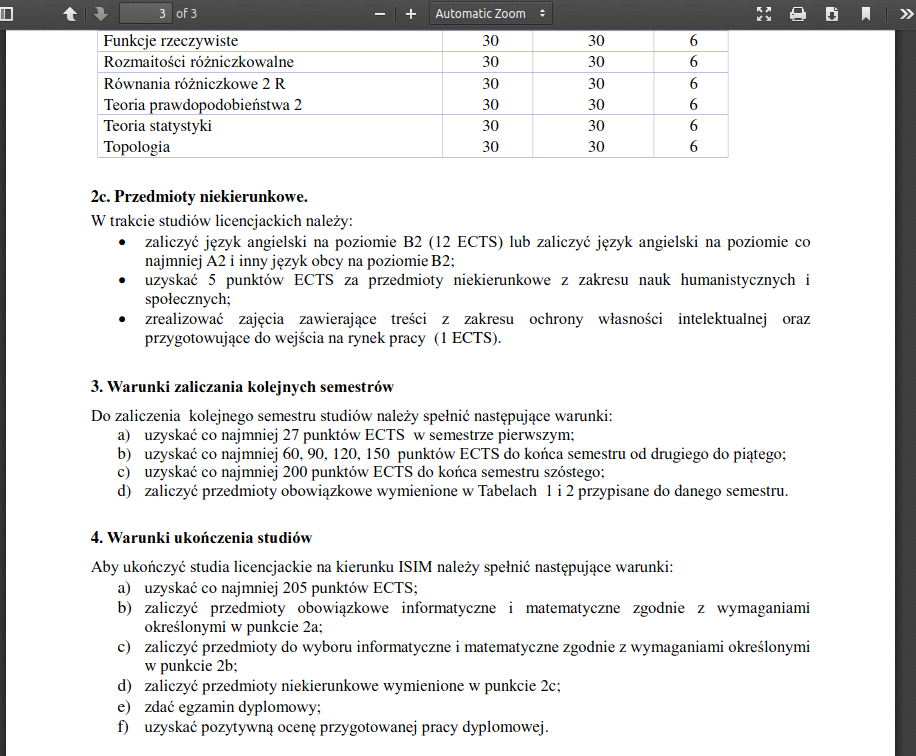 3 of 3
Automatic Zoom
Funkcje rzeczywiste 30 30 6
Rozmaitości różniczkowalne 30 30 6
Równania różniczkowe 2 R 30 30 6
Teoria prawdopodobieństwa 2 30 30 6
Teoria statystyki 30 30 6
Topologia 30 30 6
2c. Przedmioty niekierunkowe.
W trakcie studiów licencjackich należy:
• zaliczyć język angielski na poziomie B2 (12 ECTS) lub zaliczyć język angielski na poziomie co
najmniej A2 i inny język obcy na poziomie B2;
• uzyskać 5 punktów ECTS za przedmioty niekierunkowe z zakresu nauk humanistycznych i
społecznych;
• zrealizować zajęcia zawierające treści z zakresu ochrony własności intelektualnej oraz
przygotowujące do wejścia na rynek pracy (1 ECTS).
3. Warunki zaliczania kolejnych semestrów
Do zaliczenia kolejnego semestru studiów należy spełnić następujące warunki:
a) uzyskać co najmniej 27 punktów ECTS w semestrze pierwszym;
b) uzyskać co najmniej 60, 90, 120, 150 punktów ECTS do końca semestru od drugiego do piątego;
c) uzyskać co najmniej 200 punktów ECTS do końca semestru szóstego;
d) zaliczyć przedmioty obowiązkowe wymienione w Tabelach 1 i 2 przypisane do danego semestru.
4. Warunki ukończenia studiów
Aby ukończyć studia licencjackie na kierunku ISIM należy spełnić następujące warunki:
a) uzyskać co najmniej 205 punktów ECTS;
b) zaliczyć przedmioty obowiązkowe informatyczne i matematyczne zgodnie z wymaganiami
określonymi w punkcie 2a;
c) zaliczyć przedmioty do wyboru informatyczne i matematyczne zgodnie z wymaganiami określonymi
w punkcie 2b;
d) zaliczyć przedmioty niekierunkowe wymienione w punkcie 2c;
e) zdać egzamin dyplomowy;
f) uzyskać pozytywną ocenę przygotowanej pracy dyplomowej.